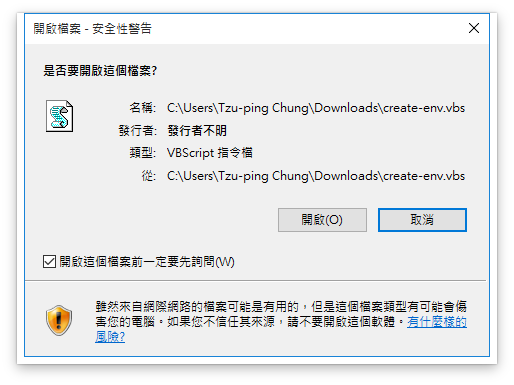 開啟檔案 - 安全性警告
是否要開啟這個檔案?
名稱: C:\Users\Tzu-ping Chung\Downloads\create-env.vbs
發行者: 發行者不明
類型: VBScript 指令檔
從: C:\Users\Tzu-ping Chung\Downloads\create-env.vbs
開啟(O) 取消
開啟這個檔案前一定要先詢問(W)
雖然來自網際網路的檔案可能是有用的，但是這個檔案類型有可能會傷
害您的電腦。如果您不信任其來源，請不要開啟這個軟體。有什麼樣的
風險?